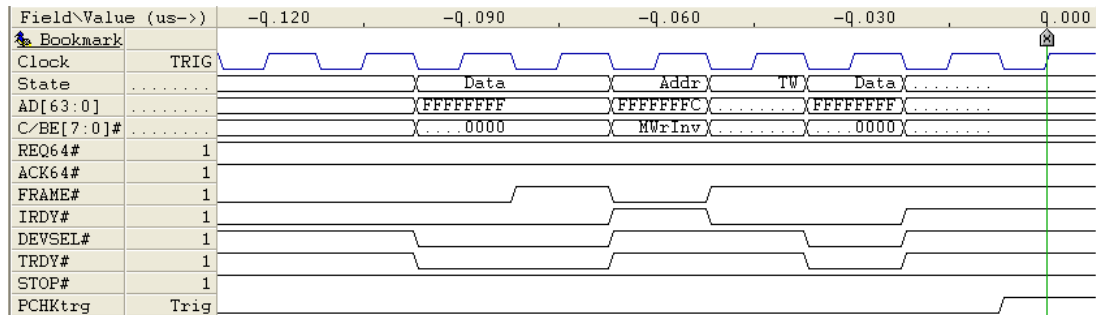 Field\Value (us->) -0.120 -0.090 -0.060 -0.030 0.000
Bookmark
Clock TRIG
State ........ Data Addr TW Data ........
AD[63:0] ........ FFFFFFFF FFFFFFFC ........ FFFFFFFF ........
C/BE[7:0]# ........ ....0000 MWrInv ........ ....0000 ........
REQ64# 1
ACK64# 1
FRAME# 1
IRDY# 1
DEVSEL# 1
TRDY# 1
STOP# 1
PCHKtrg Trig